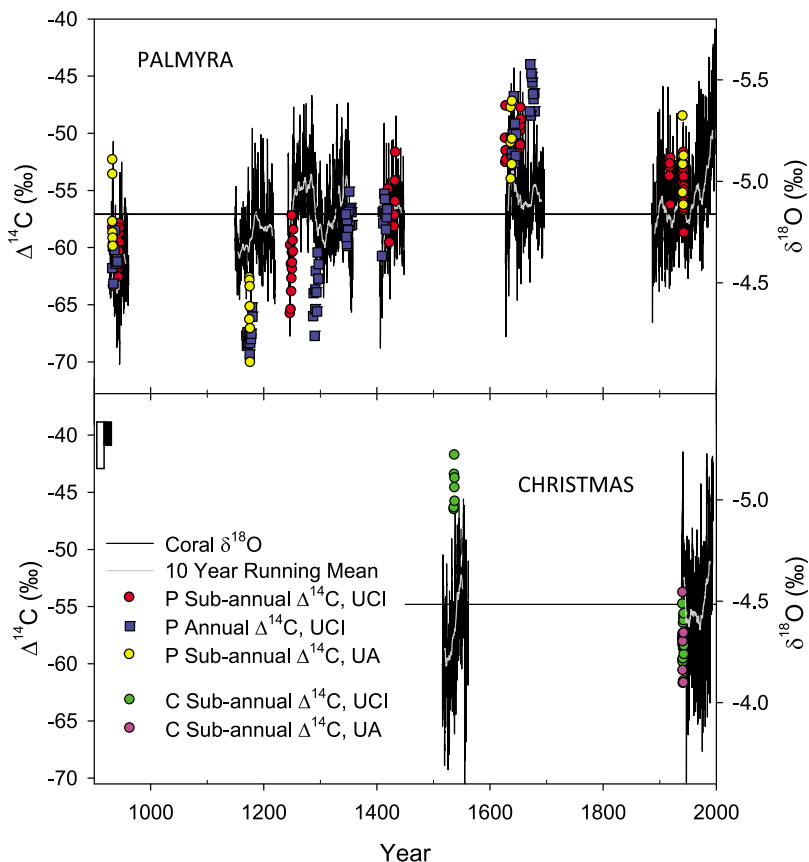 PALMYRA
-40
-45
-50
-55
-60
-65
-70
Δ¹⁴C (‰)
-5.5
-5.0
-4.5
δ¹⁸O (‰)
CHRISTMAS
-40
-45
-50
-55
-60
-65
-70
Δ¹⁴C (‰)
-5.0
-4.5
-4.0
δ¹⁸O (‰)
Coral δ¹⁸O
10 Year Running Mean
P Sub-annual Δ¹⁴C, UCI
P Annual Δ¹⁴C, UCI
P Sub-annual Δ¹⁴C, UA
C Sub-annual Δ¹⁴C, UCI
C Sub-annual Δ¹⁴C, UA
1000 1200 1400 1600 1800 2000
Year